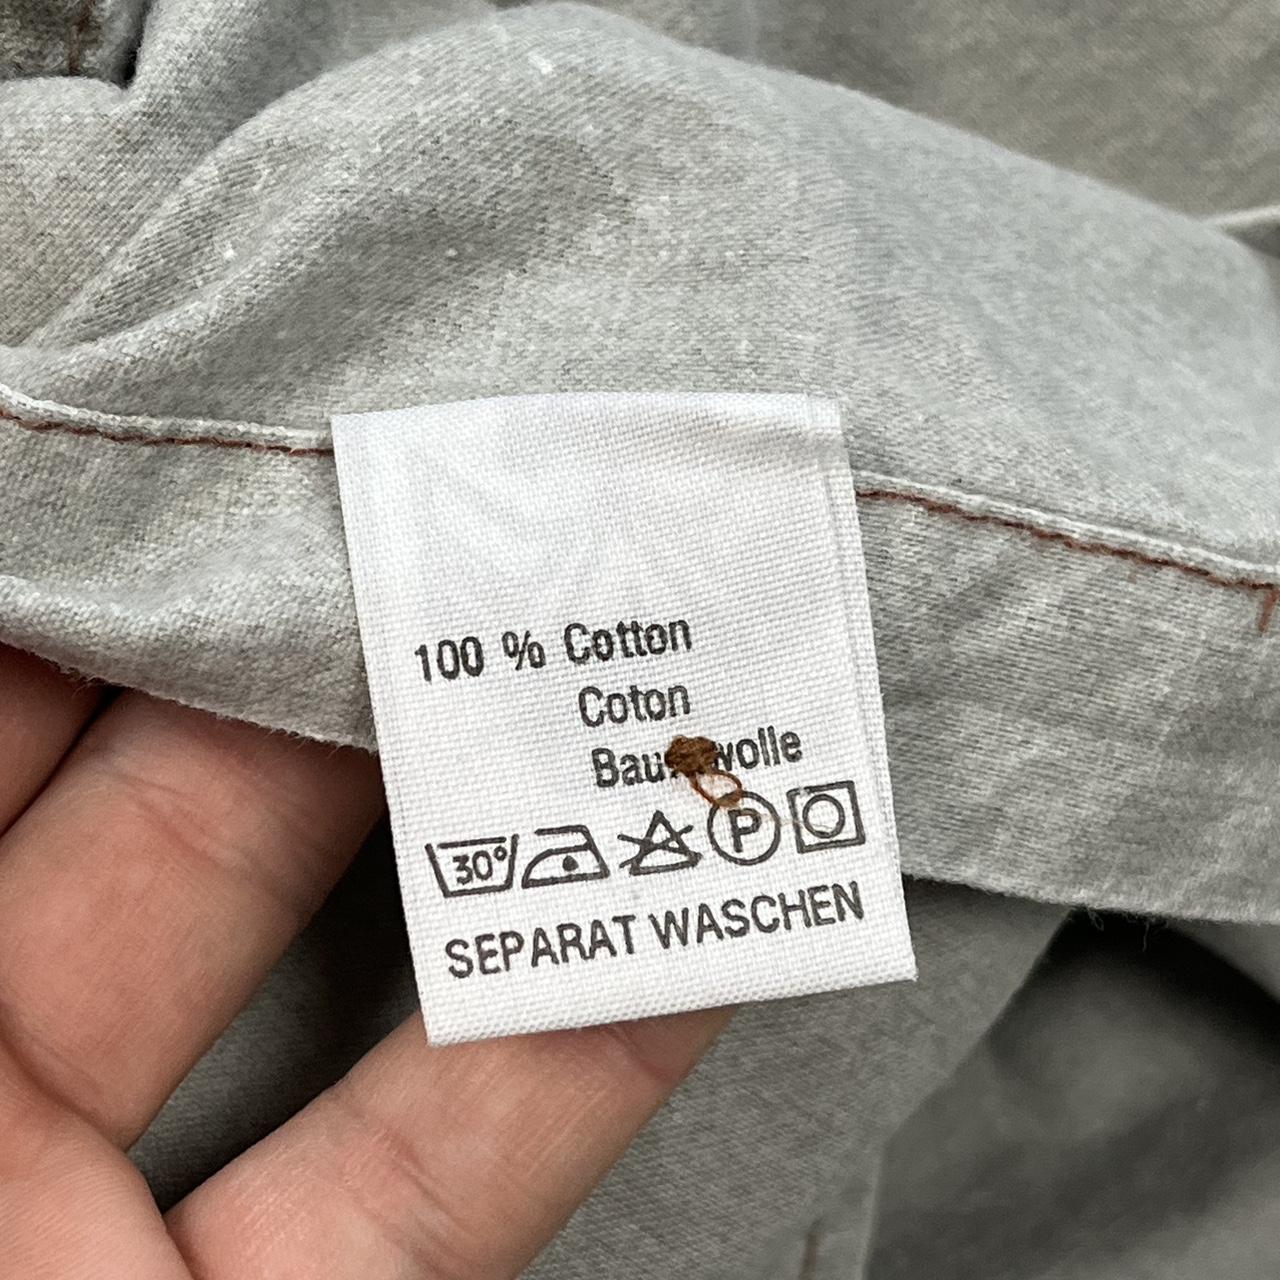 100 % Cotton
Coton
30°
P
SEPARAT WASCHEN